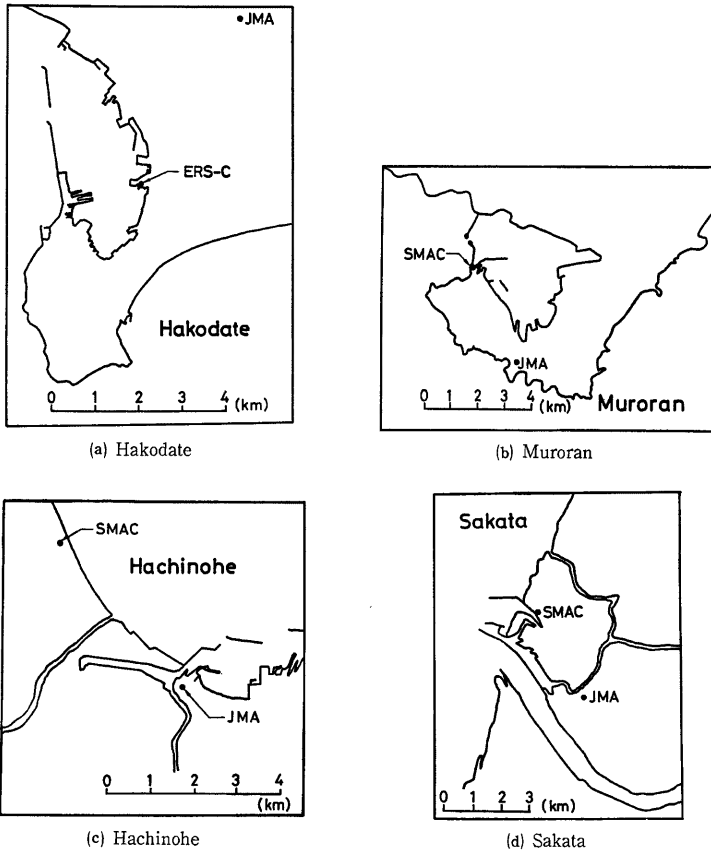 JMA
ERS-C
Hakodate
0 1 2 3 4 (km)
(a) Hakodate
SMAC
JMA
0 1 2 3 4 (km)
Muroran
(b) Muroran
SMAC
Hachinohe
JMA
0 1 2 3 4
(km)
(c) Hachinohe
Sakata
SMAC
JMA
0 1 2 3
(km)
(d) Sakata